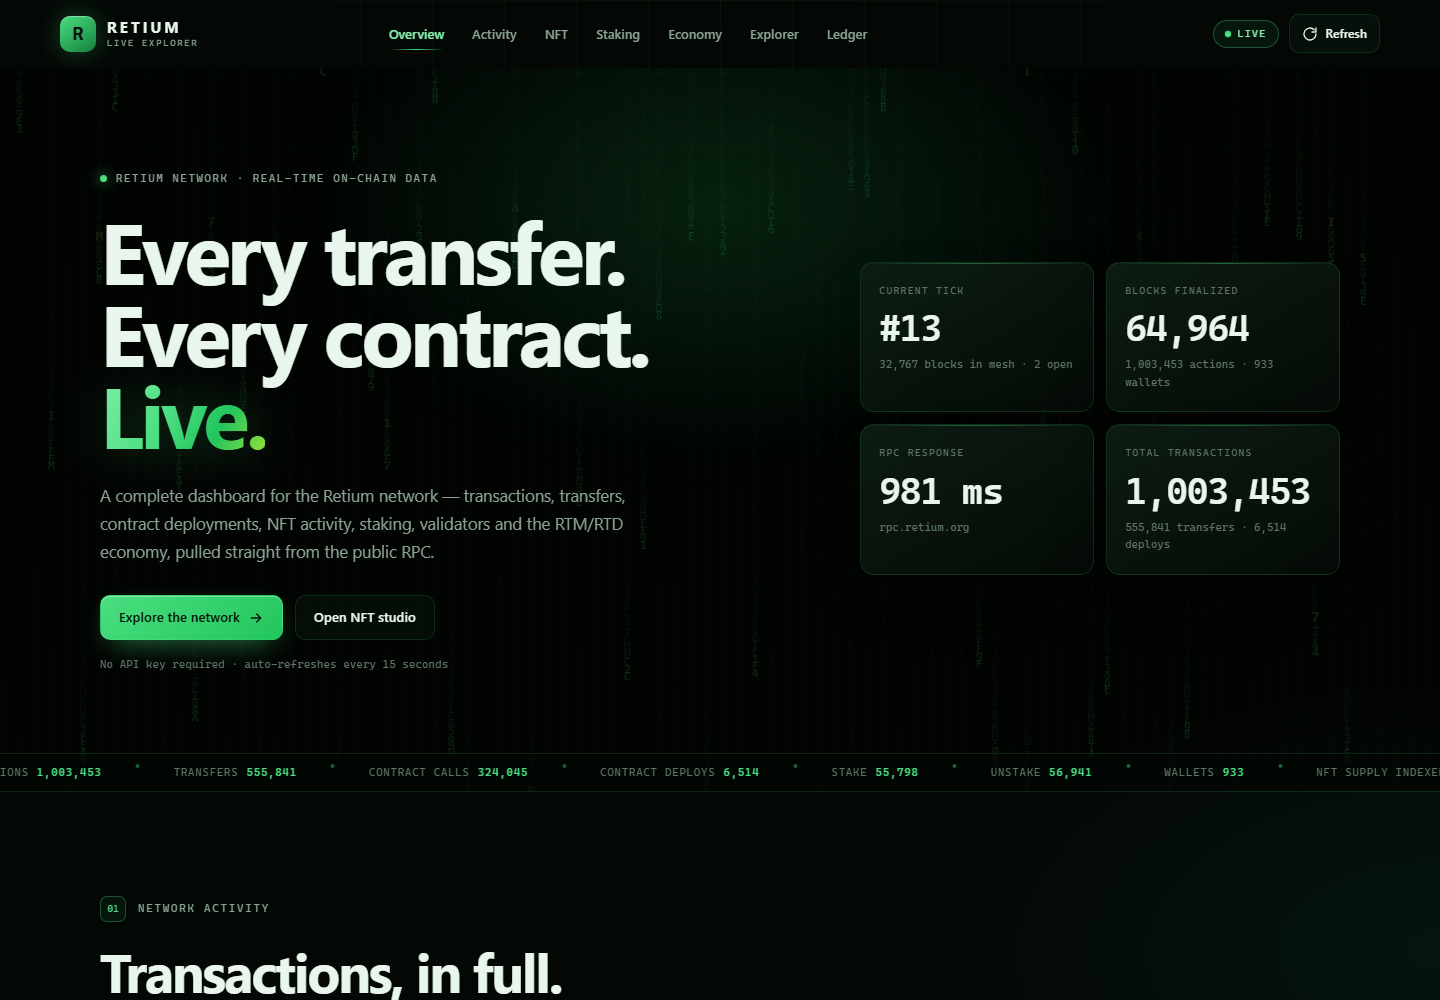 R
RETIUM
LIVE EXPLORER
Overview
Activity
NFT
Staking
Economy
Explorer
Ledger
LIVE
Refresh
RETIUM NETWORK · REAL-TIME ON-CHAIN DATA
Every transfer.
Every contract.
Live.
A complete dashboard for the Retium network — transactions, transfers,
contract deployments, NFT activity, staking, validators and the RTM/RTD
economy, pulled straight from the public RPC.
Explore the network →
Open NFT studio
No API key required · auto-refreshes every 15 seconds
CURRENT TICK
#13
32,767 blocks in mesh · 2 open
BLOCKS FINALIZED
64,964
1,003,453 actions · 933
wallets
RPC RESPONSE
981 ms
rpc.retium.org
TOTAL TRANSACTIONS
1,003,453
555,841 transfers · 6,514
deploys
IONS 1,003,453
TRANSFERS 555,841
CONTRACT CALLS 324,045
CONTRACT DEPLOYS 6,514
STAKE 55,798
UNSTAKE 56,941
WALLETS 933
NFT SUPPLY INDEXE
01
NETWORK ACTIVITY
Transactions, in full.